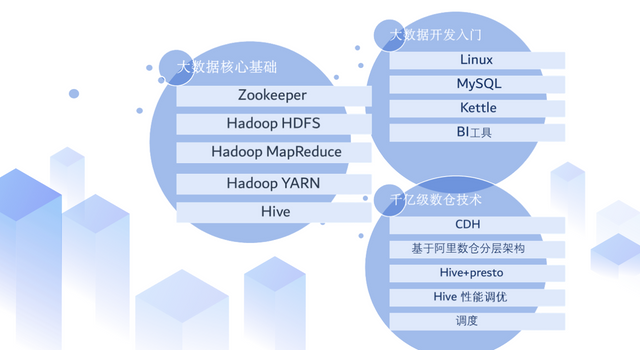 大数据核心基础
Zookeeper
Hadoop HDFS
Hadoop MapReduce
Hadoop YARN
Hive
大数据开发入门
Linux
MySQL
Kettle
BI工具
千亿级数仓技术
CDH
基于阿里数仓分层架构
Hive+presto
Hive 性能调优
调度